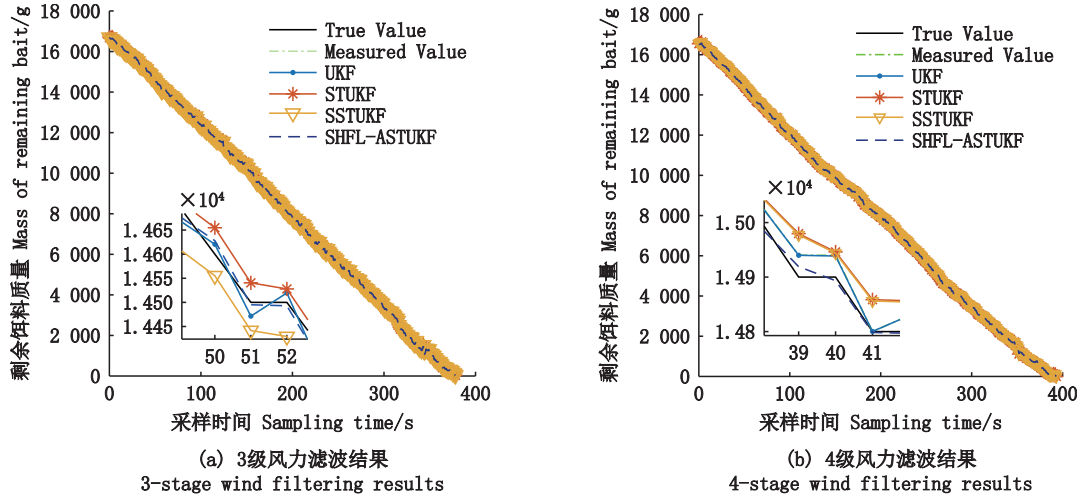 剩余饵料质量 Mass of remaining bait/g
18 000
16 000
14 000
12 000
10 000
8 000
6 000
4 000
2 000
0
0 100 200 300 400
采样时间 Sampling time/s
True Value
Measured Value
UKF
STUKF
SSTUKF
SHFL-ASTUKF
×10⁴
1.465
1.460
1.455
1.450
1.445
50 51 52
(a) 3级风力滤波结果
3-stage wind filtering results
剩余饵料质量 Mass of remaining bait/g
18 000
16 000
14 000
12 000
10 000
8 000
6 000
4 000
2 000
0
0 100 200 300 400
采样时间 Sampling time/s
True Value
Measured Value
UKF
STUKF
SSTUKF
SHFL-ASTUKF
×10⁴
1.50
1.49
1.48
39 40 41
(b) 4级风力滤波结果
4-stage wind filtering results